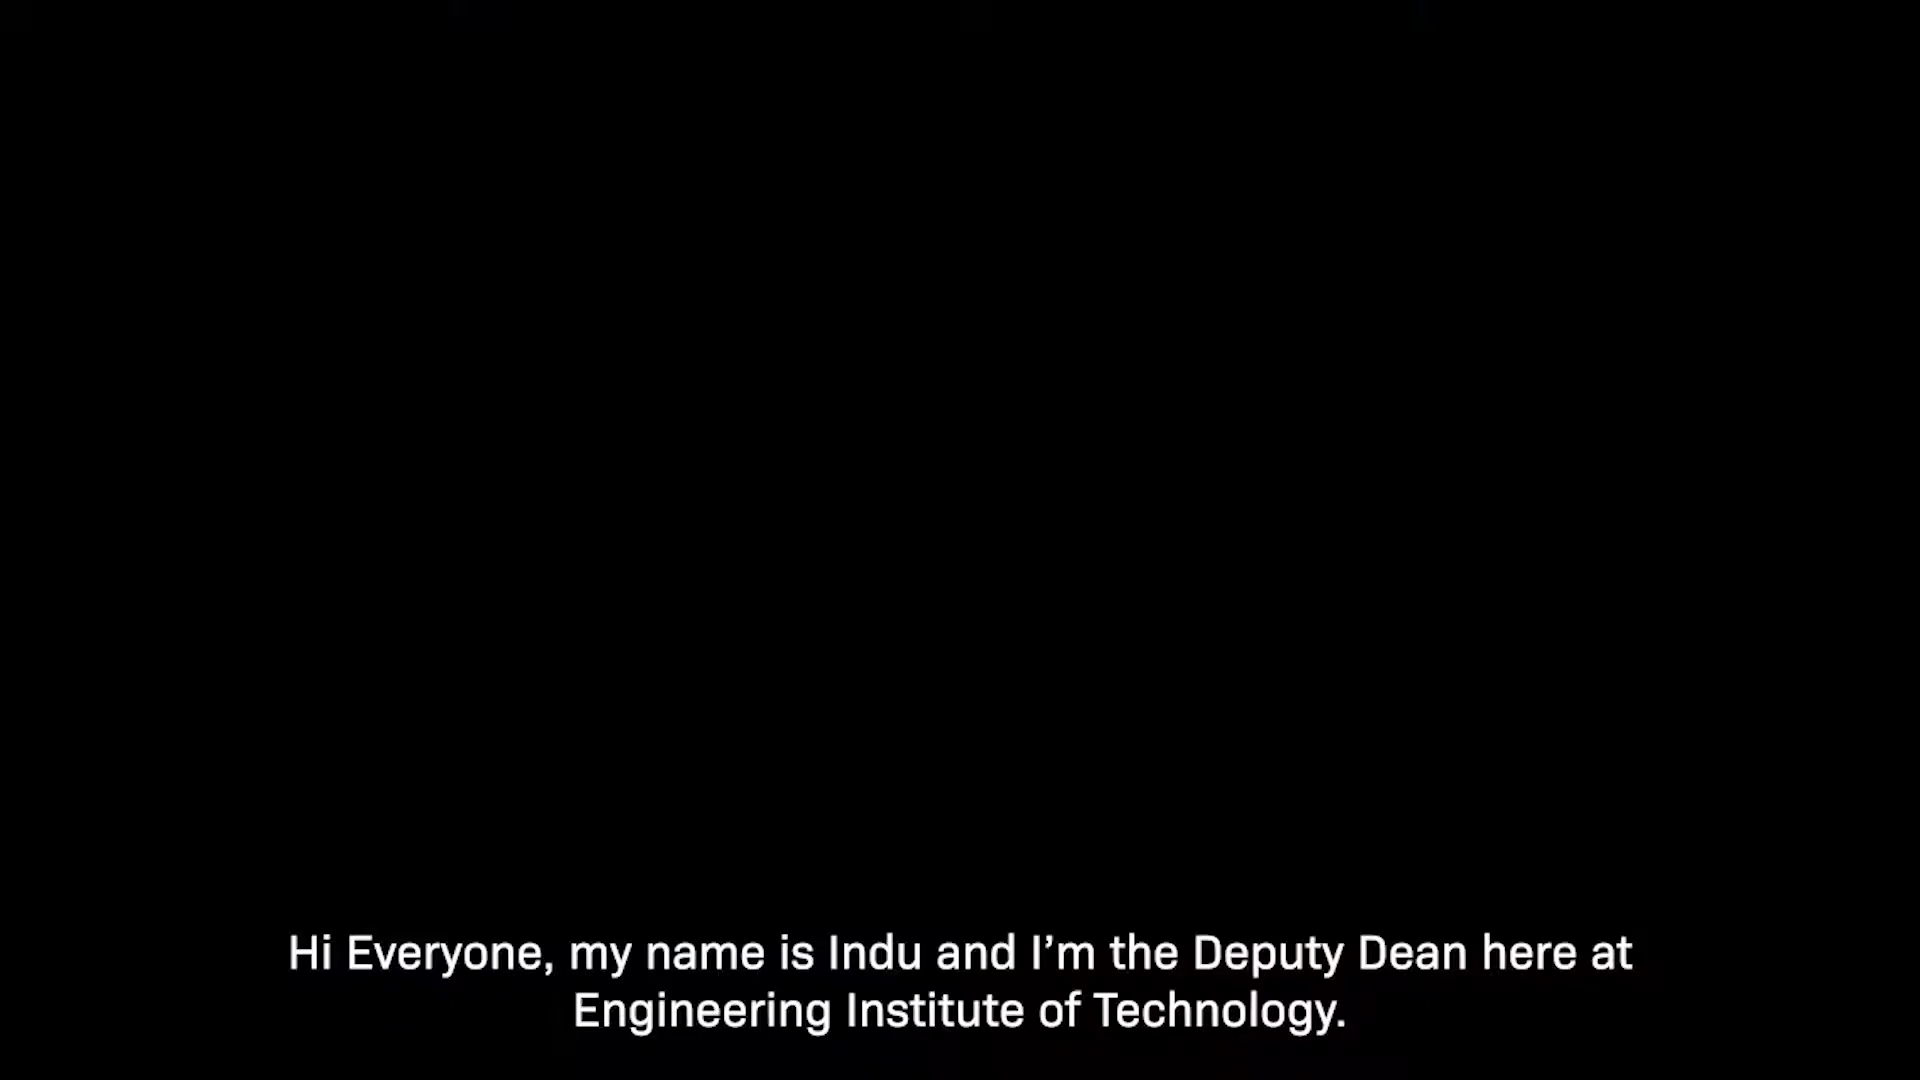 Hi Everyone, my name is Indu and I’m the Deputy Dean here at
Engineering Institute of Technology.